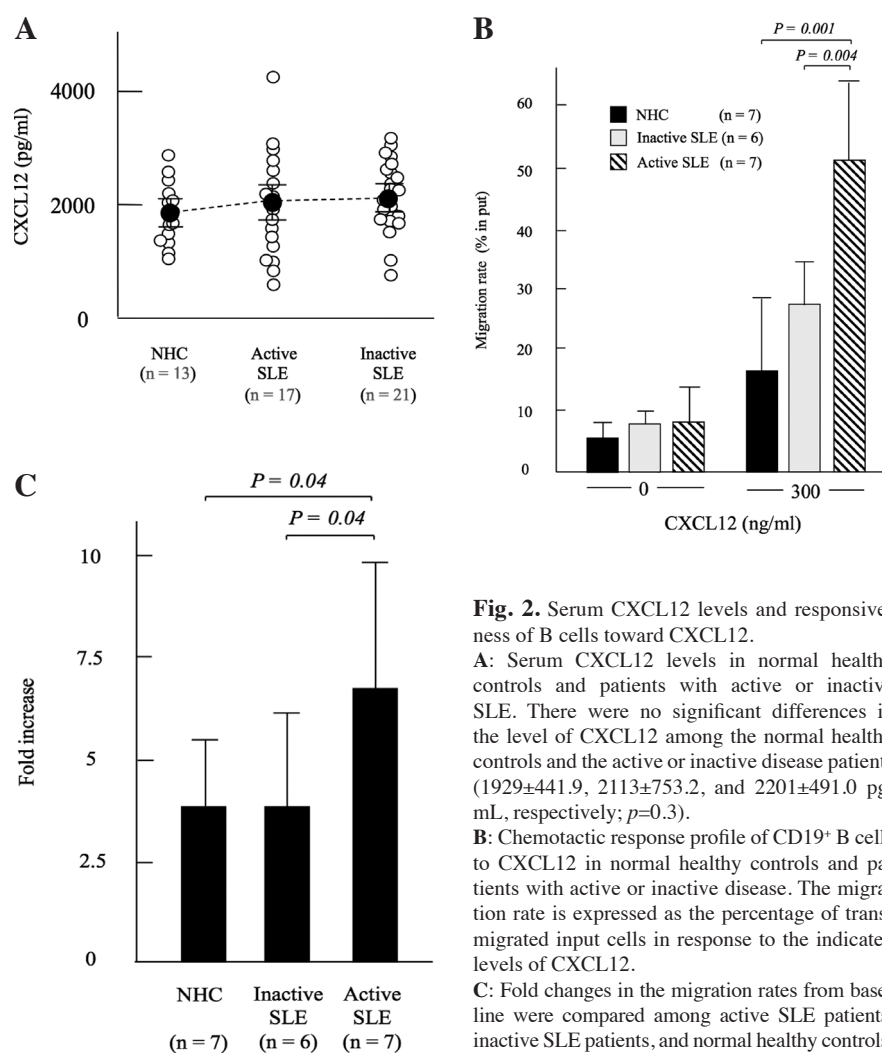 A
CXCL12 (pg/ml)
4000
2000
0
NHC
(n = 13)
Active
SLE
(n = 17)
Inactive
SLE
(n = 21)
B
P = 0.001
P = 0.004
NHC (n = 7)
Inactive SLE (n = 6)
Active SLE (n = 7)
Migration rate (% in put)
60
50
30
20
10
0
0
300
CXCL12 (ng/ml)
C
P = 0.04
P = 0.04
Fold increase
10
7.5
5
2.5
0
NHC
(n = 7)
Inactive
SLE
(n = 6)
Active
SLE
(n = 7)
Fig. 2. Serum CXCL12 levels and responsive
ness of B cells toward CXCL12.
A: Serum CXCL12 levels in normal health
controls and patients with active or inactiv
SLE. There were no significant differences i
the level of CXCL12 among the normal health
controls and the active or inactive disease patient
(1929±441.9, 2113±753.2, and 2201±491.0 pg
mL, respectively; p=0.3).
B: Chemotactic response profile of CD19⁺ B cell
to CXCL12 in normal healthy controls and pa
tients with active or inactive disease. The migra
tion rate is expressed as the percentage of trans
migrated input cells in response to the indicate
levels of CXCL12.
C: Fold changes in the migration rates from base
line were compared among active SLE patients
inactive SLE patients, and normal healthy controls